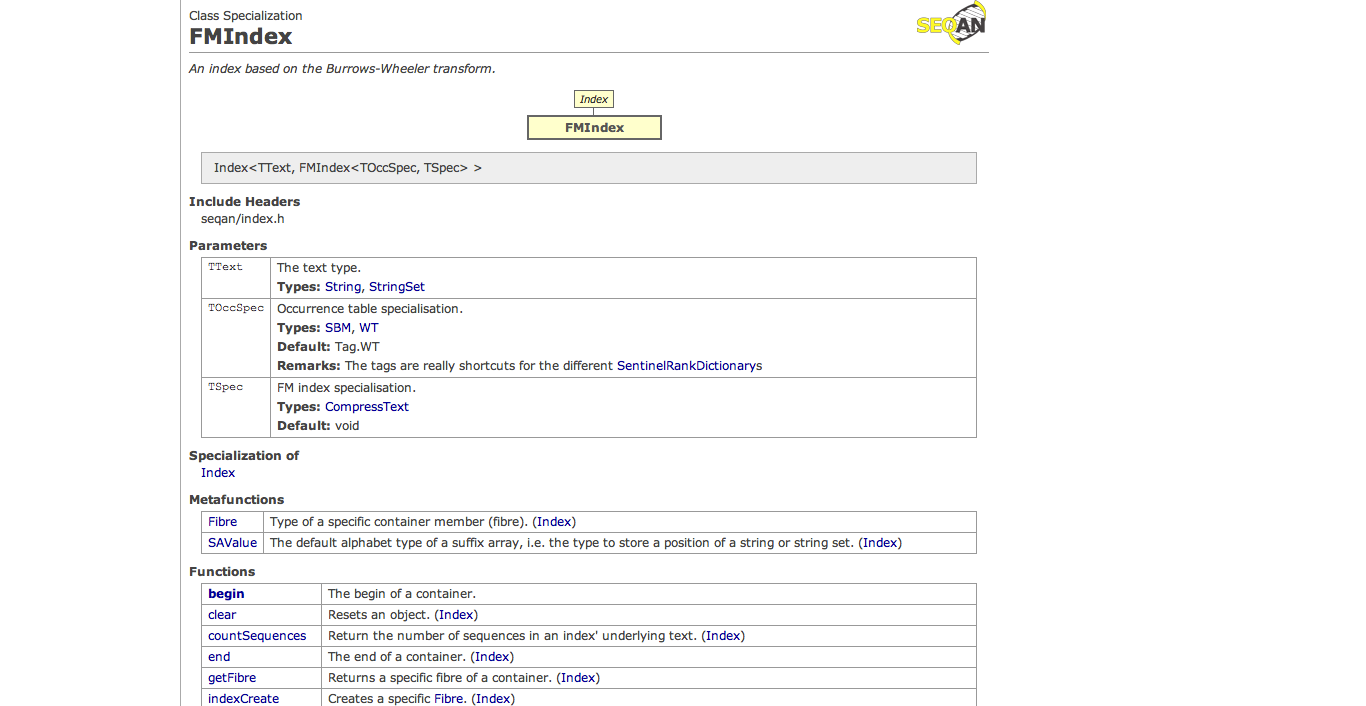 Class Specialization
FMIndex
SEQAN
An index based on the Burrows-Wheeler transform.
Index
FMIndex
Index<TText, FMIndex<TOccSpec, TSpec> >
Include Headers
seqan/index.h
Parameters
TText The text type.
Types: String, StringSet
TOccSpec Occurrence table specialisation.
Types: SBM, WT
Default: Tag.WT
Remarks: The tags are really shortcuts for the different SentinelRankDictionarys
TSpec FM index specialisation.
Types: CompressText
Default: void
Specialization of
Index
Metafunctions
Fibre Type of a specific container member (fibre). (Index)
SAValue The default alphabet type of a suffix array, i.e. the type to store a position of a string or string set. (Index)
Functions
begin The begin of a container.
clear Resets an object. (Index)
countSequences Return the number of sequences in an index' underlying text. (Index)
end The end of a container. (Index)
getFibre Returns a specific fibre of a container. (Index)
indexCreate Creates a specific Fibre. (Index)